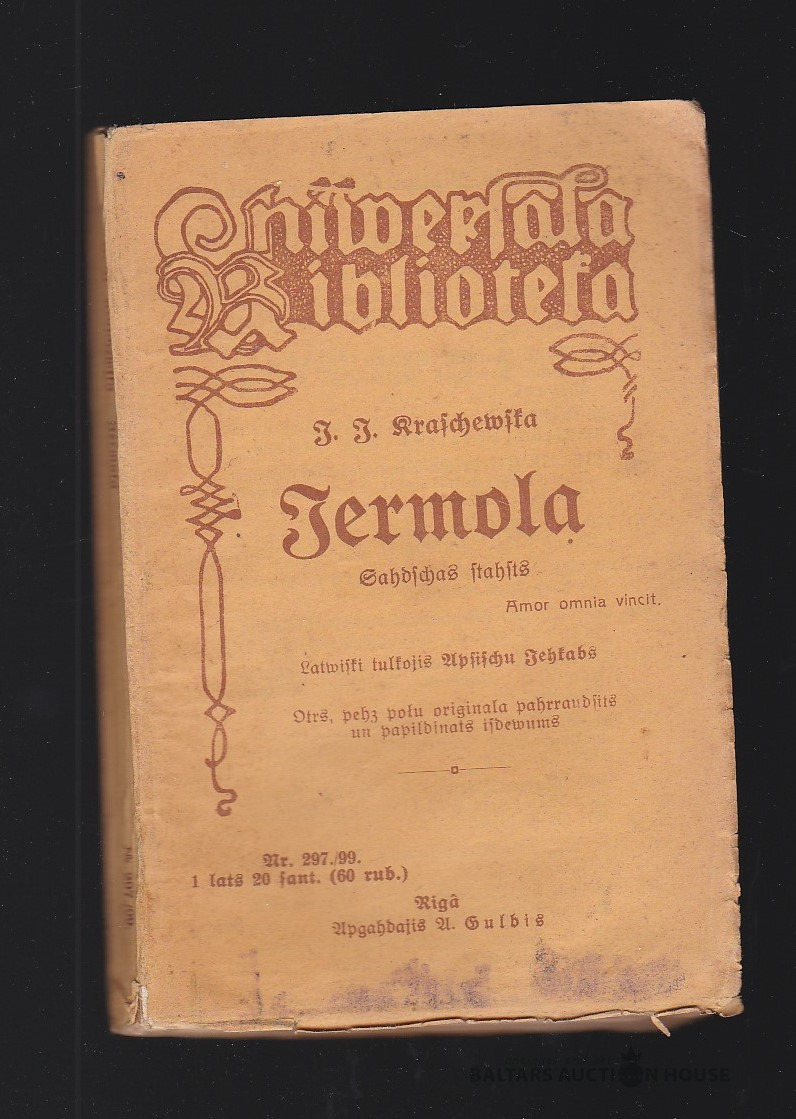 Uniwersala
Biblioteka
J. J. Kraschewska
Jermola
Sahdschas stahsts
Amor omnia vincit.
Latwiski tulkojis Apsischu Jehkabs
Otrs, pehz poļu originala pahrraudsits
un papildinats isdewums
Nr. 297./99.
1 lats 20 sant. (60 rub.)
Rigâ
Apgahdajis A. Gulbis
BALTARS AUCTION HOUSE